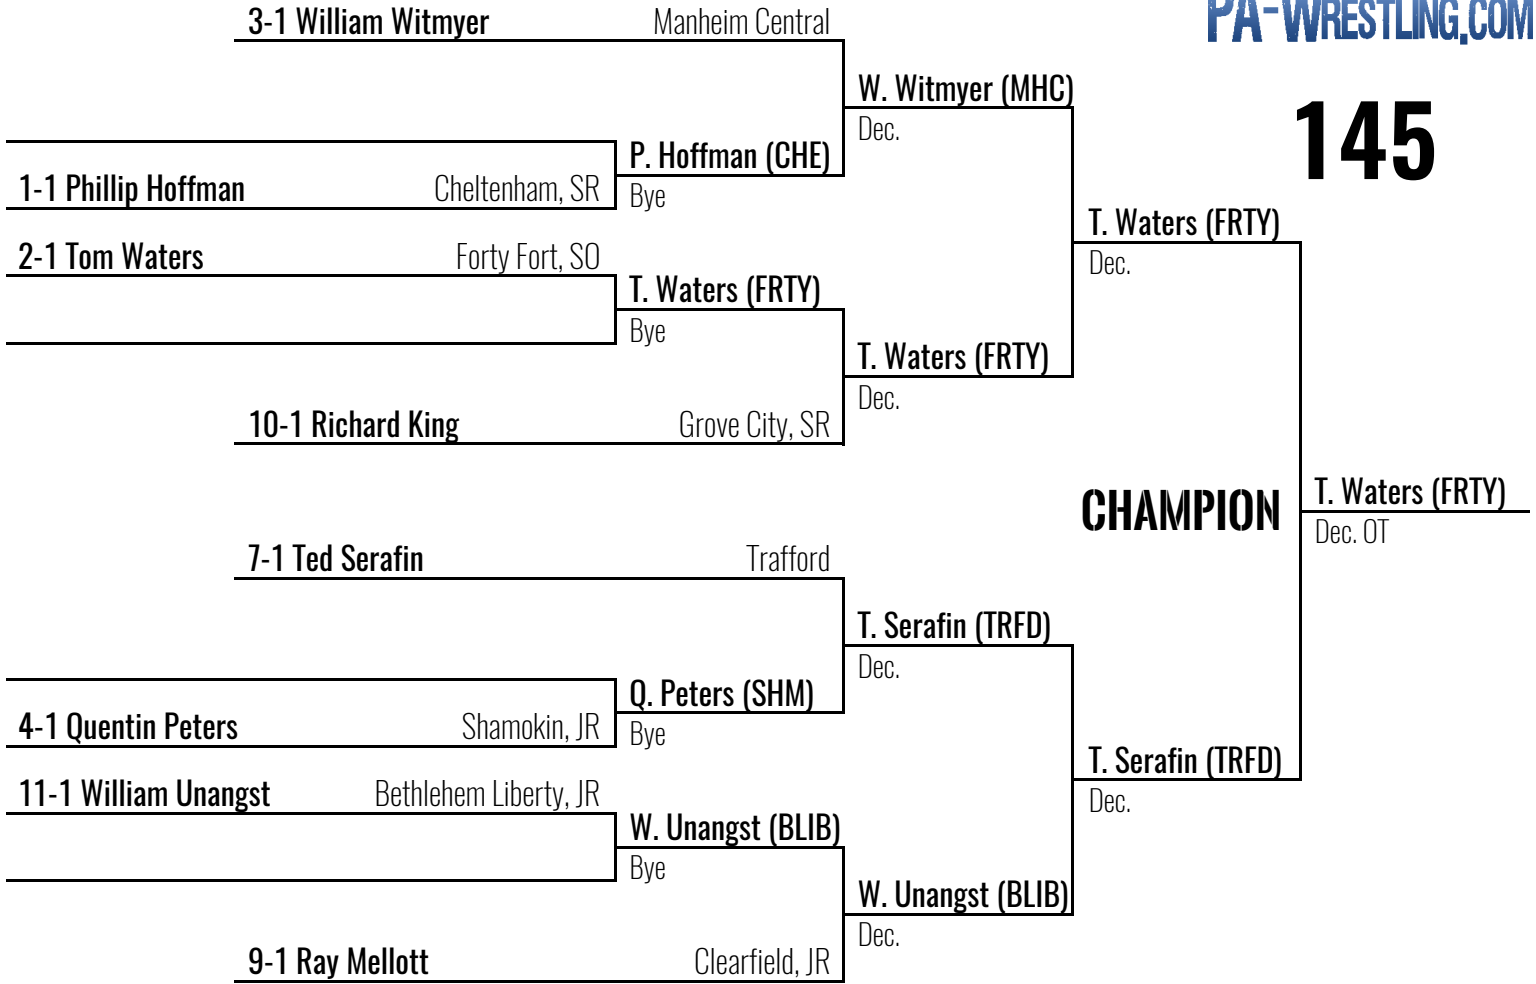 3-1 William Witmyer Manheim Central
PA-WRESTLING.COM
W. Witmyer (MHC)
Dec.
145
P. Hoffman (CHE)
1-1 Phillip Hoffman Cheltenham, SR
Bye
T. Waters (FRTY)
Dec.
2-1 Tom Waters Forty Fort, SO
T. Waters (FRTY)
Bye
T. Waters (FRTY)
Dec.
10-1 Richard King Grove City, SR
CHAMPION
T. Waters (FRTY)
Dec. OT
7-1 Ted Serafin Trafford
T. Serafin (TRFD)
Dec.
Q. Peters (SHM)
4-1 Quentin Peters Shamokin, JR
Bye
T. Serafin (TRFD)
Dec.
11-1 William Unangst Bethlehem Liberty, JR
W. Unangst (BLIB)
Bye
W. Unangst (BLIB)
Dec.
9-1 Ray Mellott Clearfield, JR